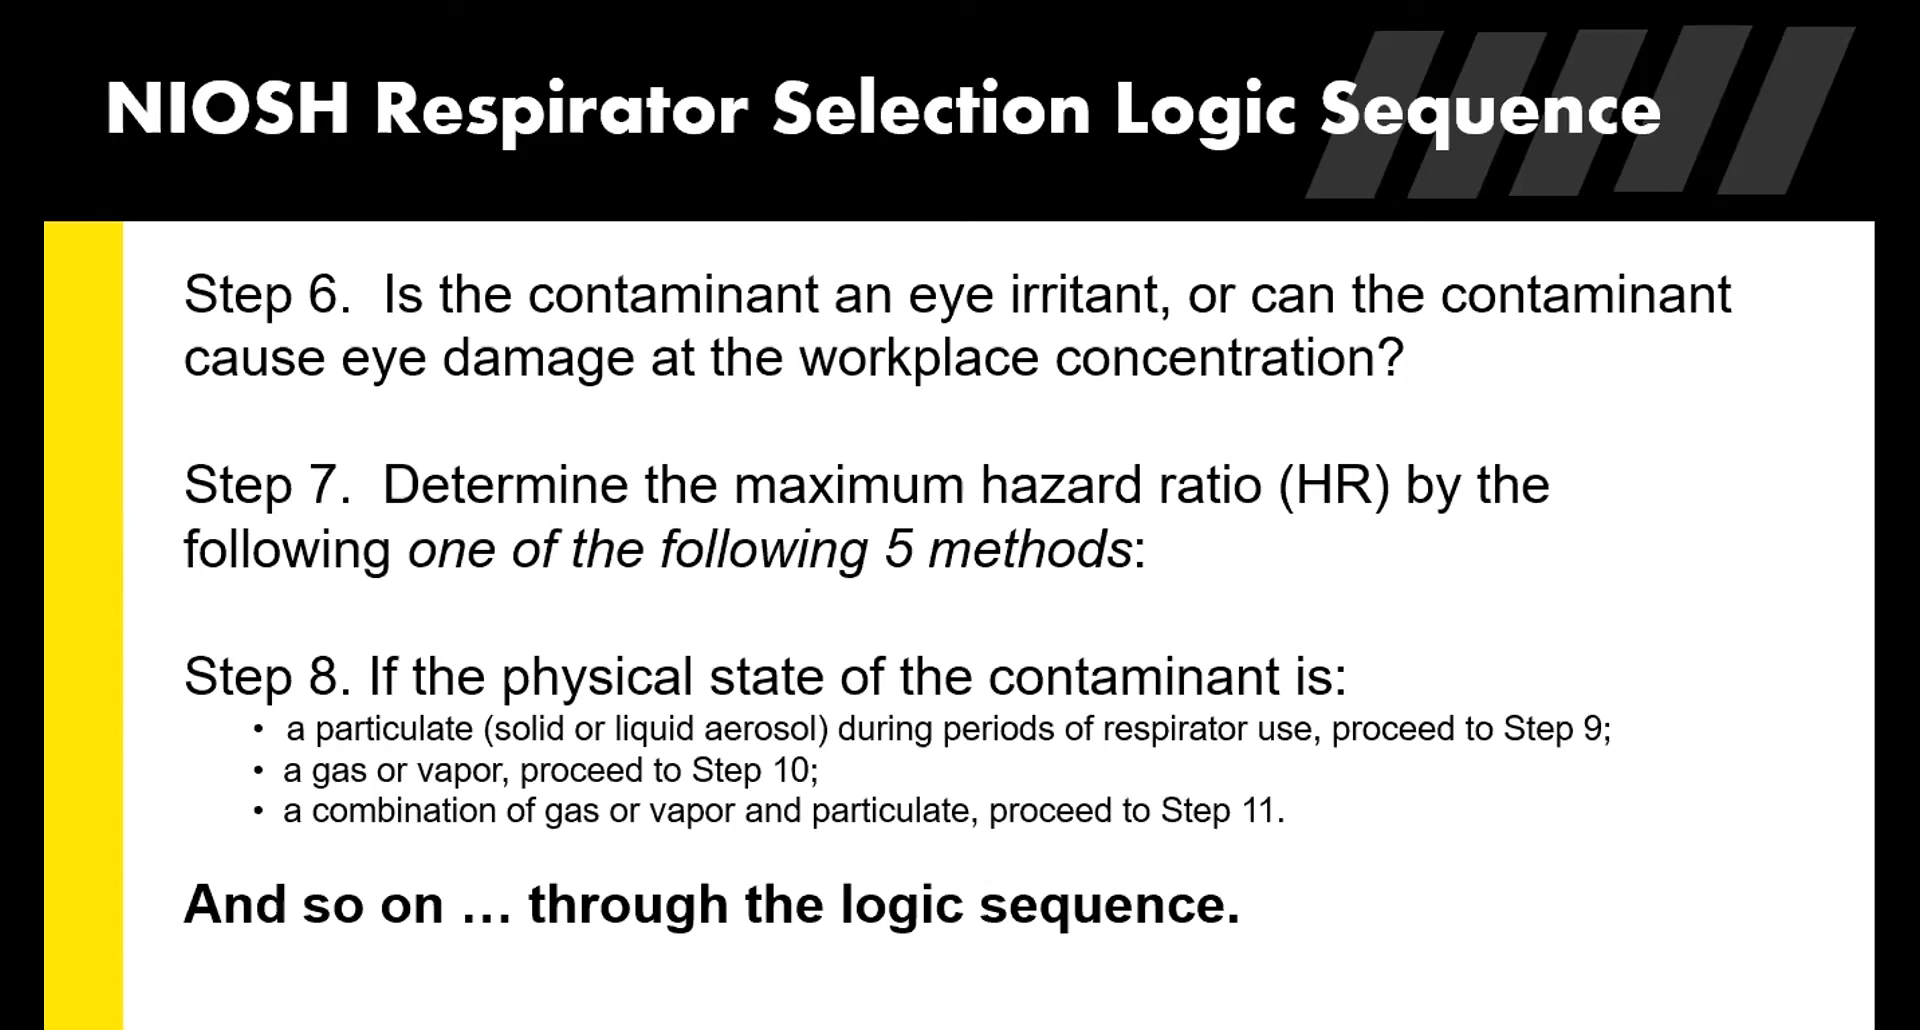 NIOSH Respirator Selection Logic Sequence
Step 6.  Is the contaminant an eye irritant, or can the contaminant
cause eye damage at the workplace concentration?
Step 7.  Determine the maximum hazard ratio (HR) by the
following one of the following 5 methods:
Step 8. If the physical state of the contaminant is:
• a particulate (solid or liquid aerosol) during periods of respirator use, proceed to Step 9;
• a gas or vapor, proceed to Step 10;
• a combination of gas or vapor and particulate, proceed to Step 11.
And so on … through the logic sequence.